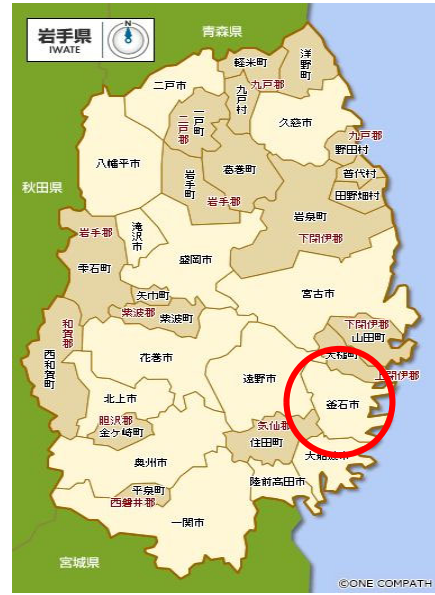 岩手県
IWATE
N
青森県
洋野町
軽米町
九戸郡
二戸市
九戸村
一戸町
二戸郡
久慈市
九戸郡
野田村
八幡平市
葛巻町
岩手町
岩手郡
普代村
田野畑村
秋田県
岩泉町
下閉伊郡
岩手郡
滝沢市
雫石町
盛岡市
宮古市
矢巾町
紫波郡
紫波町
下閉伊郡
山田町
和賀郡
西和賀町
花巻市
大槌町
上閉伊郡
遠野市
釜石市
北上市
胆沢郡
金ヶ崎町
気仙郡
住田町
大船渡市
奥州市
陸前高田市
平泉町
西磐井郡
一関市
宮城県
©ONE COMPATH